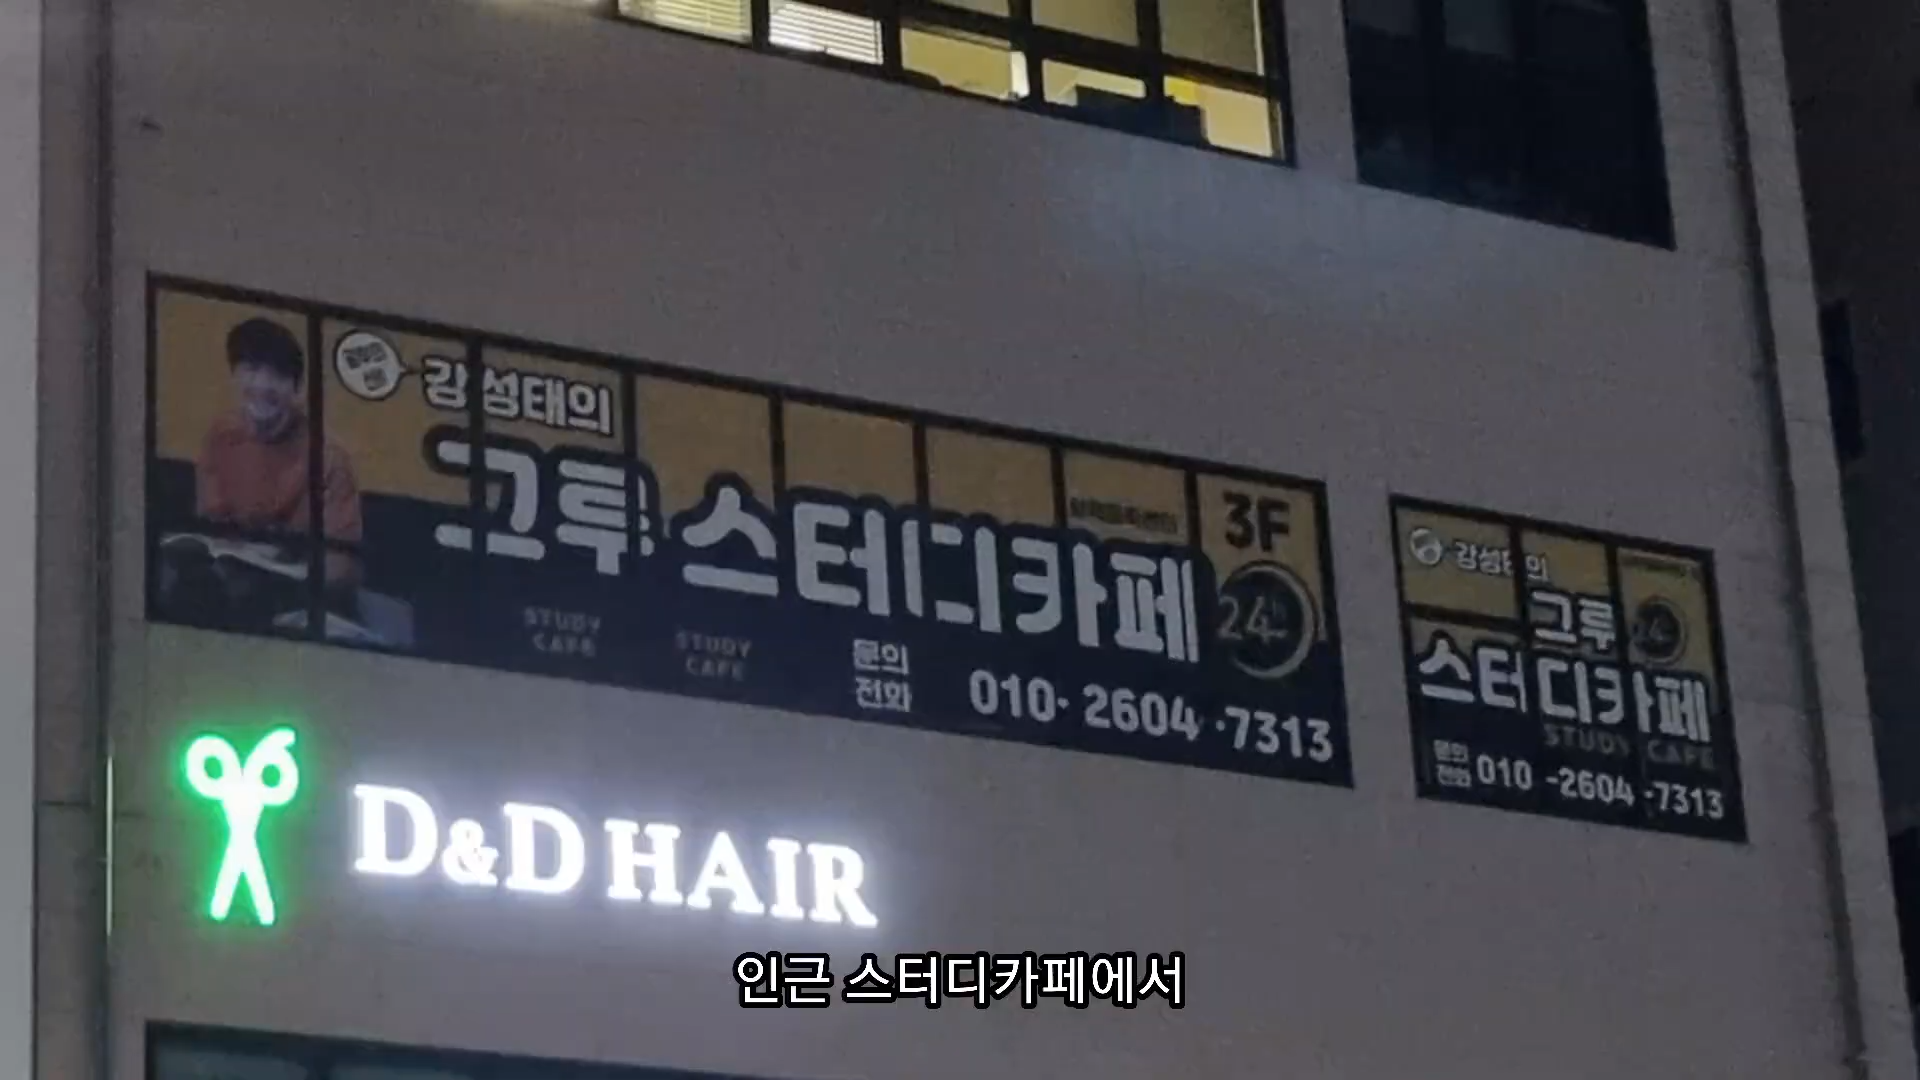 강성태의
그루 스터디카페
3F
24h
STUDY CAFE
STUDY CAFE
문의전화
010-2604-7313
강성태의
그루
24h
스터디카페
STUDY CAFE
문의전화 010-2604-7313
D&D HAIR
인근 스터디카페에서